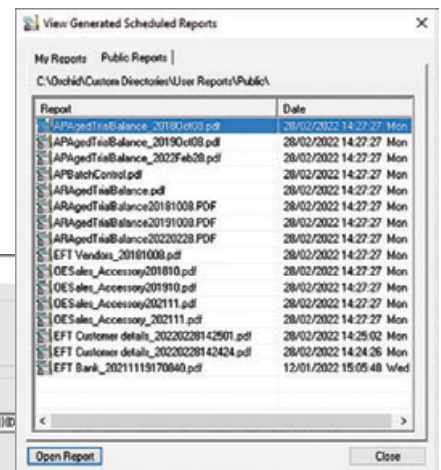 View Generated Scheduled Reports
My Reports Public Reports
C:\Orchid\Custom Directories\User Reports\Public\
Report Date
APAgedTrialBalance_2018Oct08.pdf 28/02/2022 14:27:27 Mon
APAgedTrialBalance_2019Oct08.pdf 28/02/2022 14:27:27 Mon
APAgedTrialBalance_2022Feb28.pdf 28/02/2022 14:27:27 Mon
APBatchControl.pdf 28/02/2022 14:27:27 Mon
ARAgedTrialBalance.pdf 28/02/2022 14:27:27 Mon
ARAgedTrialBalance20181008.PDF 28/02/2022 14:27:27 Mon
ARAgedTrialBalance20191008.PDF 28/02/2022 14:27:27 Mon
ARAgedTrialBalance20220228.PDF 28/02/2022 14:27:27 Mon
EFT Vendors_20181008.pdf 28/02/2022 14:27:27 Mon
OESales_Accessory201810.pdf 28/02/2022 14:27:27 Mon
OESales_Accessory201910.pdf 28/02/2022 14:27:27 Mon
OESales_Accessory202111.pdf 28/02/2022 14:27:27 Mon
OESales_Accessory_202111.pdf 28/02/2022 14:27:27 Mon
EFT Customer details_20220228142501.pdf 28/02/2022 14:25:02 Mon
EFT Customer details_20220228142424.pdf 28/02/2022 14:24:26 Mon
EFT Bank_20211119170840.pdf 12/01/2022 15:05:48 Wed
Open Report Close